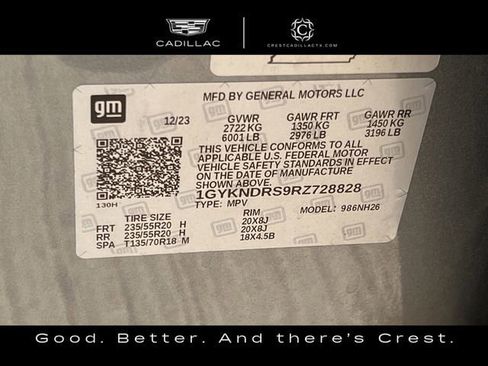 CADILLAC
CRESTCADILLACTX.COM
gm
MFD BY GENERAL MOTORS LLC
12/23 GVWR GAWR FRT GAWR RR
2722 KG 1350 KG 1450 KG
6001 LB 2976 LB 3196 LB
THIS VEHICLE CONFORMS TO ALL
APPLICABLE U.S. FEDERAL MOTOR
VEHICLE SAFETY STANDARDS IN EFFECT
ON THE DATE OF MANUFACTURE
SHOWN ABOVE.
1GYKNDRS9RZ728828
130H TYPE: MPV MODEL: 986NH26
TIRE SIZE RIM
FRT 235/55R20 H 20X8J
RR 235/55R20 H 20X8J
SPA T135/70R18 M 18X4.5B
Good. Better. And there's Crest.